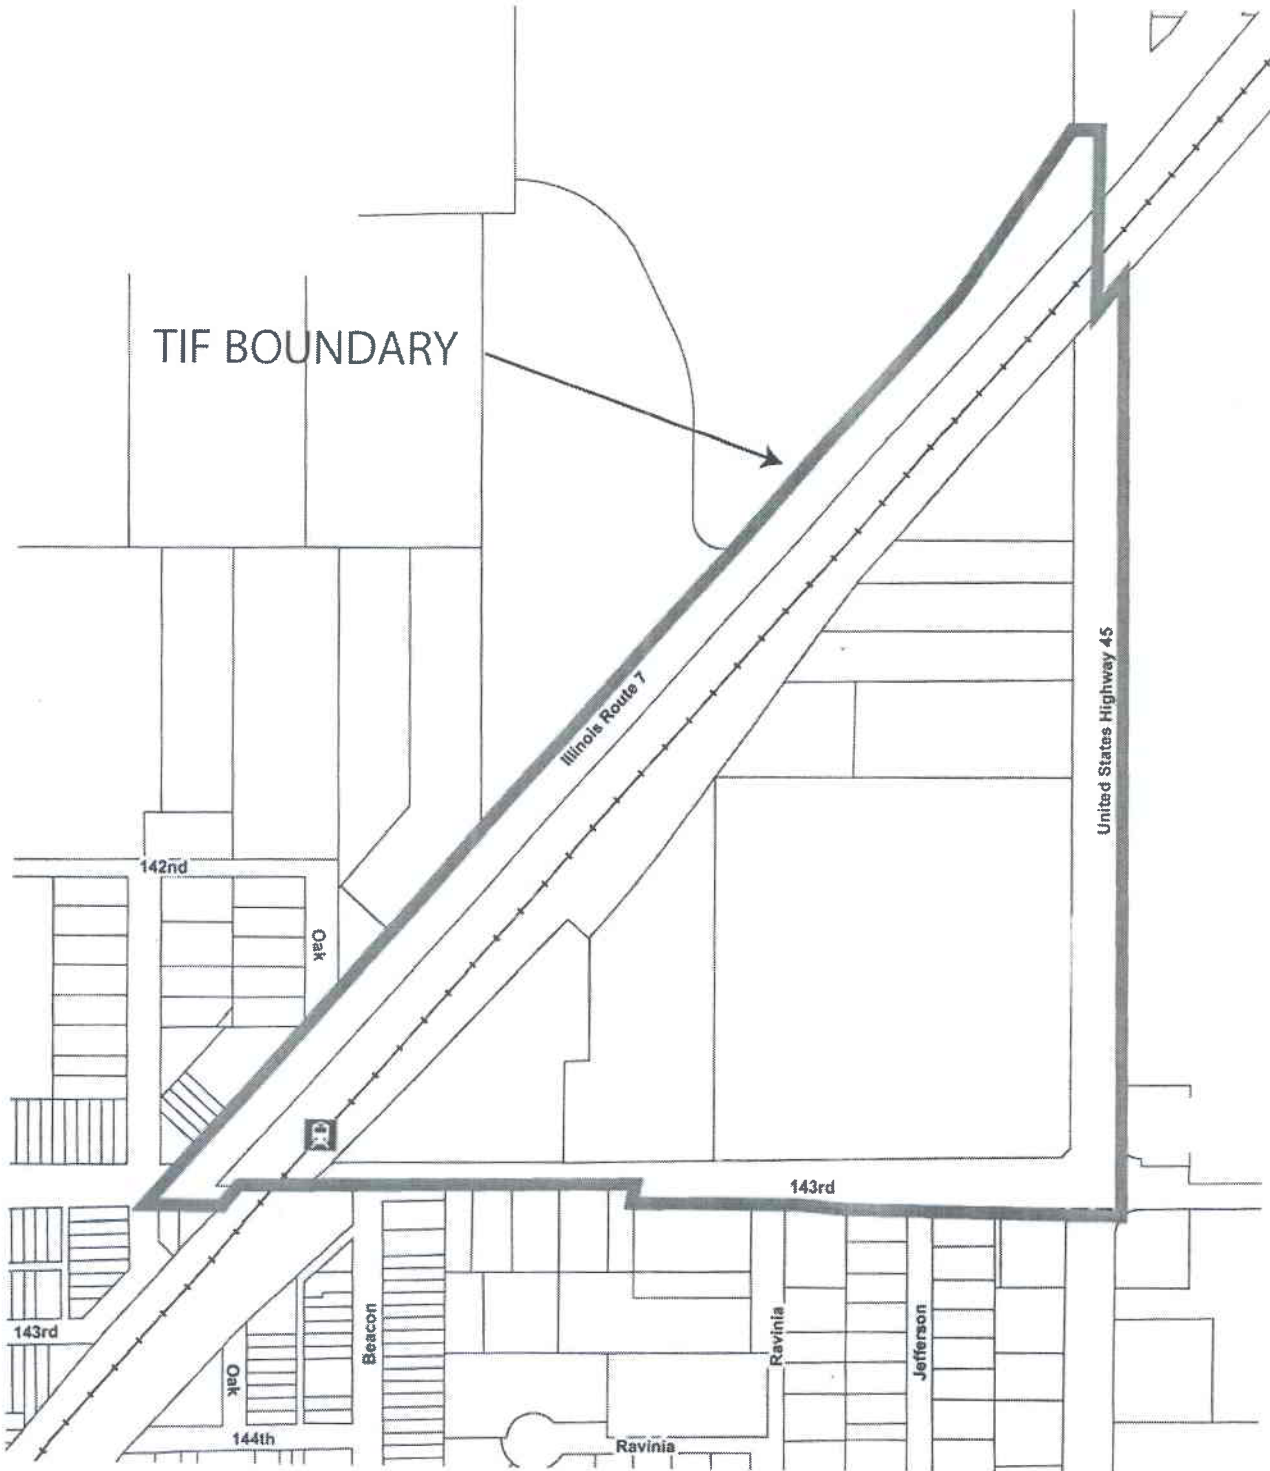 TIF BOUNDARY
Illinois Route 7
United States Highway 45
142nd
Oak
143rd
143rd
Beacon
Ravinia
Jefferson
Oak
144th
Ravinia